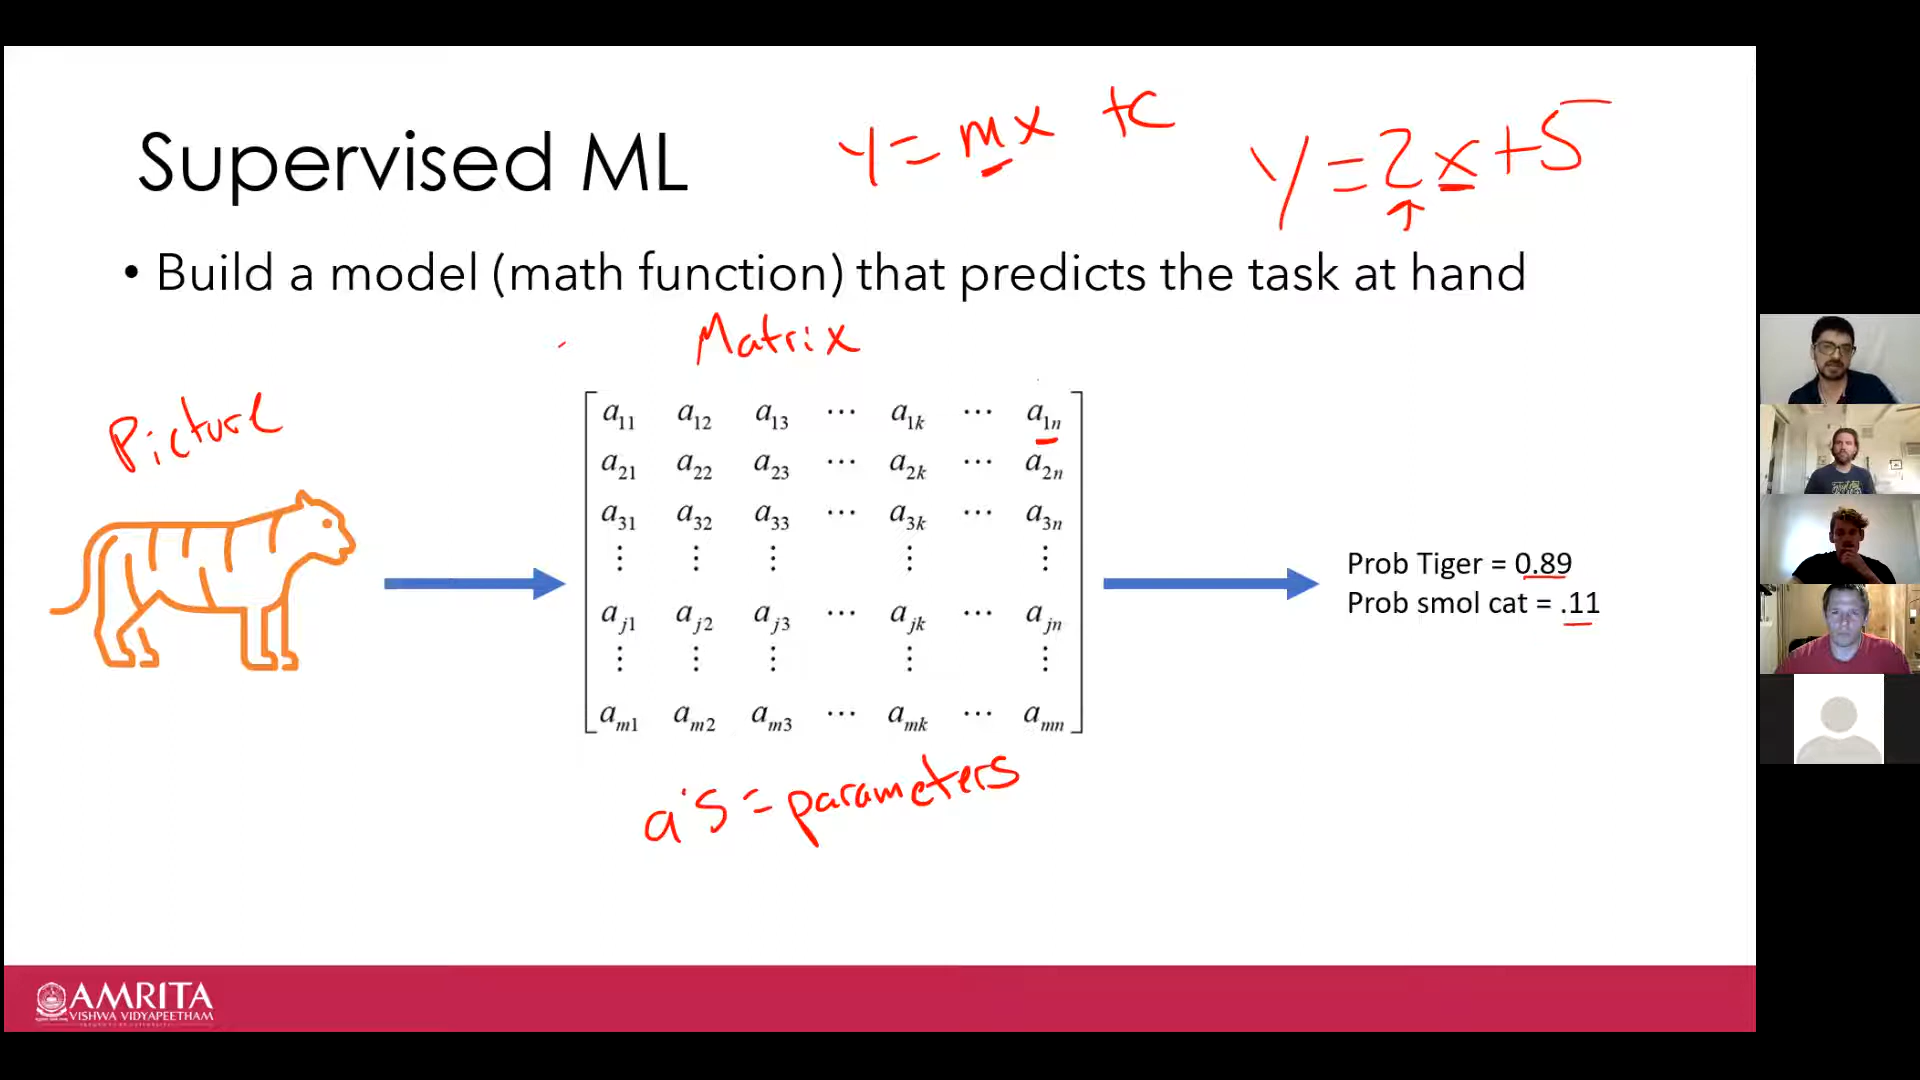 Supervised ML
y = mx + c
y = 2x + 5
• Build a model (math function) that predicts the task at hand
Matrix
Picture
a11 a12 a13 ··· a1k ··· a1n
a21 a22 a23 ··· a2k ··· a2n
a31 a32 a33 ··· a3k ··· a3n
⋮ ⋮ ⋮ ⋮ ⋮
aj1 aj2 aj3 ··· ajk ··· ajn
⋮ ⋮ ⋮ ⋮ ⋮
am1 am2 am3 ··· amk ··· amn
Prob Tiger = 0.89
Prob smol cat = .11
a's = parameters
AMRITA
VISHWA VIDYAPEETHAM